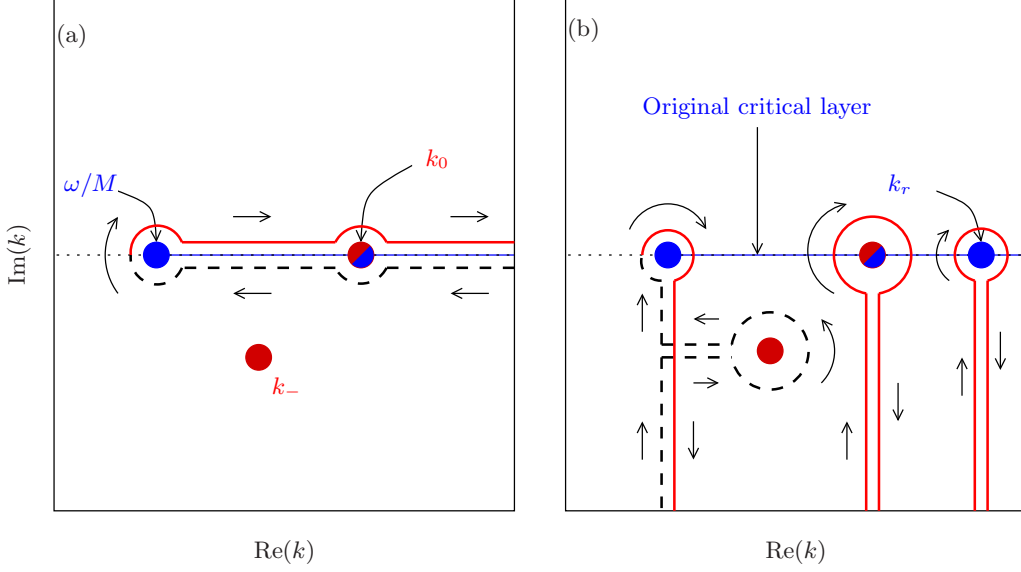 (a)
(b)
Original critical layer
k₀
ω/M
kᵣ
Im(k)
k₋
Re(k)
Re(k)